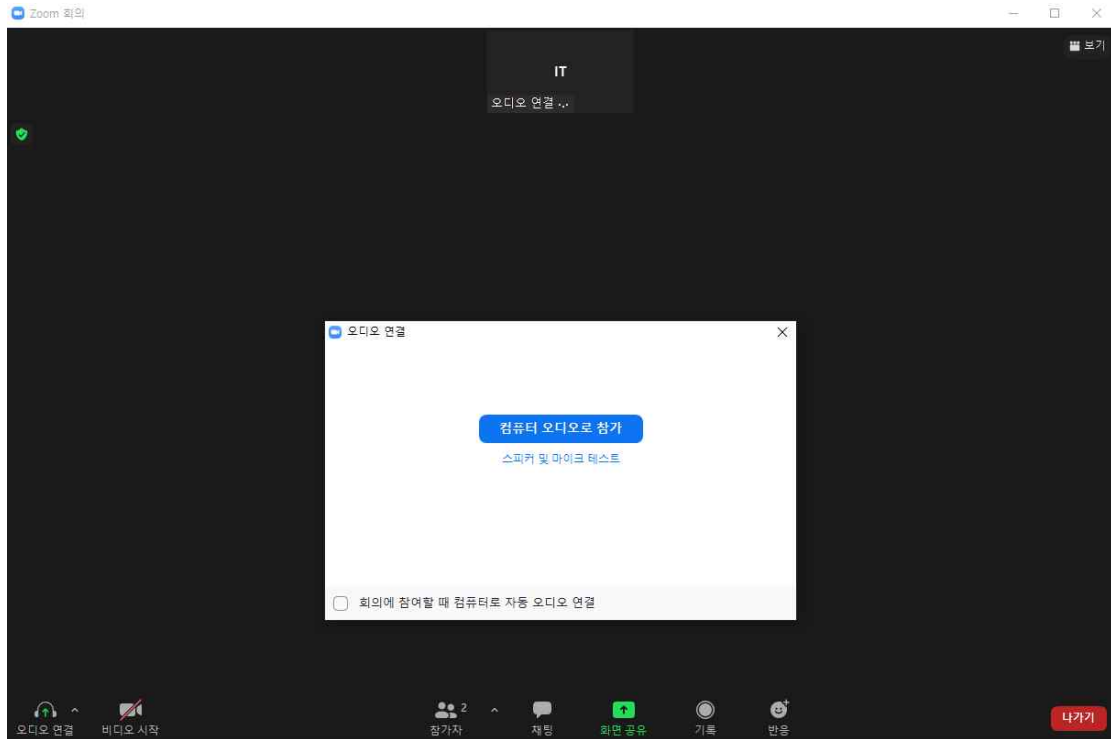 Zoom 회의
보기
IT
오디오 연결 ...
오디오 연결
컴퓨터 오디오로 참가
스피커 및 마이크 테스트
회의에 참여할 때 컴퓨터로 자동 오디오 연결
오디오 연결
비디오 시작
2
참가자
채팅
화면 공유
기록
반응
나가기